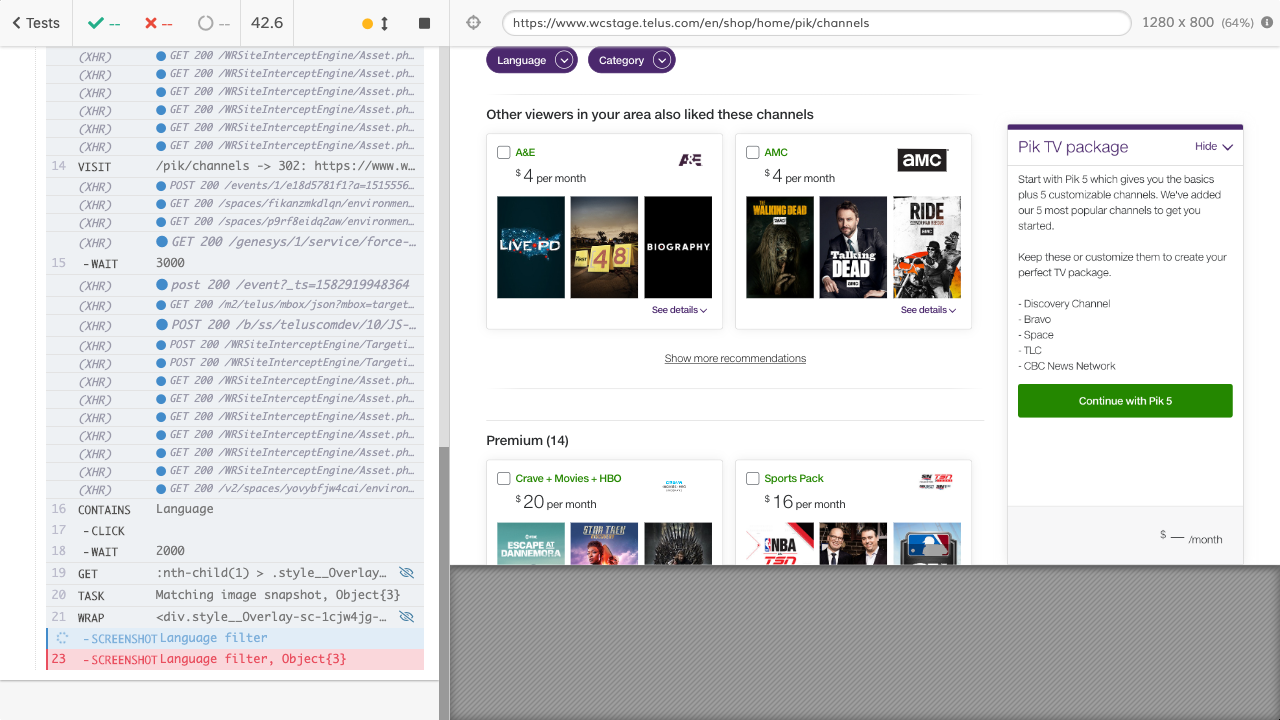 Tests
--
--
--
42.6
https://www.wcstage.telus.com/en/shop/home/pik/channels
1280 x 800 (64%)
(XHR) GET 200 /WRSiteInterceptEngine/Asset.ph...
(XHR) GET 200 /WRSiteInterceptEngine/Asset.ph...
(XHR) GET 200 /WRSiteInterceptEngine/Asset.ph...
(XHR) GET 200 /WRSiteInterceptEngine/Asset.ph...
(XHR) GET 200 /WRSiteInterceptEngine/Asset.ph...
(XHR) GET 200 /WRSiteInterceptEngine/Asset.ph...
14 VISIT /pik/channels -> 302: https://www.w...
(XHR) POST 200 /events/1/e18d5781f1?a=1515556...
(XHR) GET 200 /spaces/fikanzmkdlqn/environmen...
(XHR) GET 200 /spaces/p9rf8eidq2aw/environmen...
(XHR) GET 200 /genesys/1/service/force-...
15 -WAIT 3000
(XHR) post 200 /event?_ts=1582919948364
(XHR) GET 200 /m2/telus/mbox/json?mbox=target...
(XHR) POST 200 /b/ss/teluscomdev/10/JS-...
(XHR) POST 200 /WRSiteInterceptEngine/Targeti...
(XHR) POST 200 /WRSiteInterceptEngine/Targeti...
(XHR) GET 200 /WRSiteInterceptEngine/Asset.ph...
(XHR) GET 200 /WRSiteInterceptEngine/Asset.ph...
(XHR) GET 200 /WRSiteInterceptEngine/Asset.ph...
(XHR) GET 200 /WRSiteInterceptEngine/Asset.ph...
(XHR) GET 200 /WRSiteInterceptEngine/Asset.ph...
(XHR) GET 200 /WRSiteInterceptEngine/Asset.ph...
(XHR) GET 200 /v2/spaces/yovybfjw4cai/environ...
16 CONTAINS Language
17 -CLICK
18 -WAIT 2000
19 GET :nth-child(1) > .style__Overlay...
20 TASK Matching image snapshot, Object{3}
21 WRAP <div.style__Overlay-sc-1cjw4jg-...
-SCREENSHOT Language filter
23 -SCREENSHOT Language filter, Object{3}
Language
Category
Other viewers in your area also liked these channels
A&E
A&E
$4 per month
LIVE PD
THE FIRST 48
BIOGRAPHY
See details
AMC
aMC
$4 per month
THE WALKING DEAD
aMC
Talking DEAD
aMC
RIDE
aMC
See details
Show more recommendations
Premium (14)
Crave + Movies + HBO
$20 per month
ESCAPE AT DANNEMORA
STAR TREK
Sports Pack
$16 per month
NBA
TSN
Pik TV package
Hide
Start with Pik 5 which gives you the basics
plus 5 customizable channels. We've added
our 5 most popular channels to get you
started.
Keep these or customize them to create your
perfect TV package.
- Discovery Channel
- Bravo
- Space
- TLC
- CBC News Network
Continue with Pik 5
$ — /month